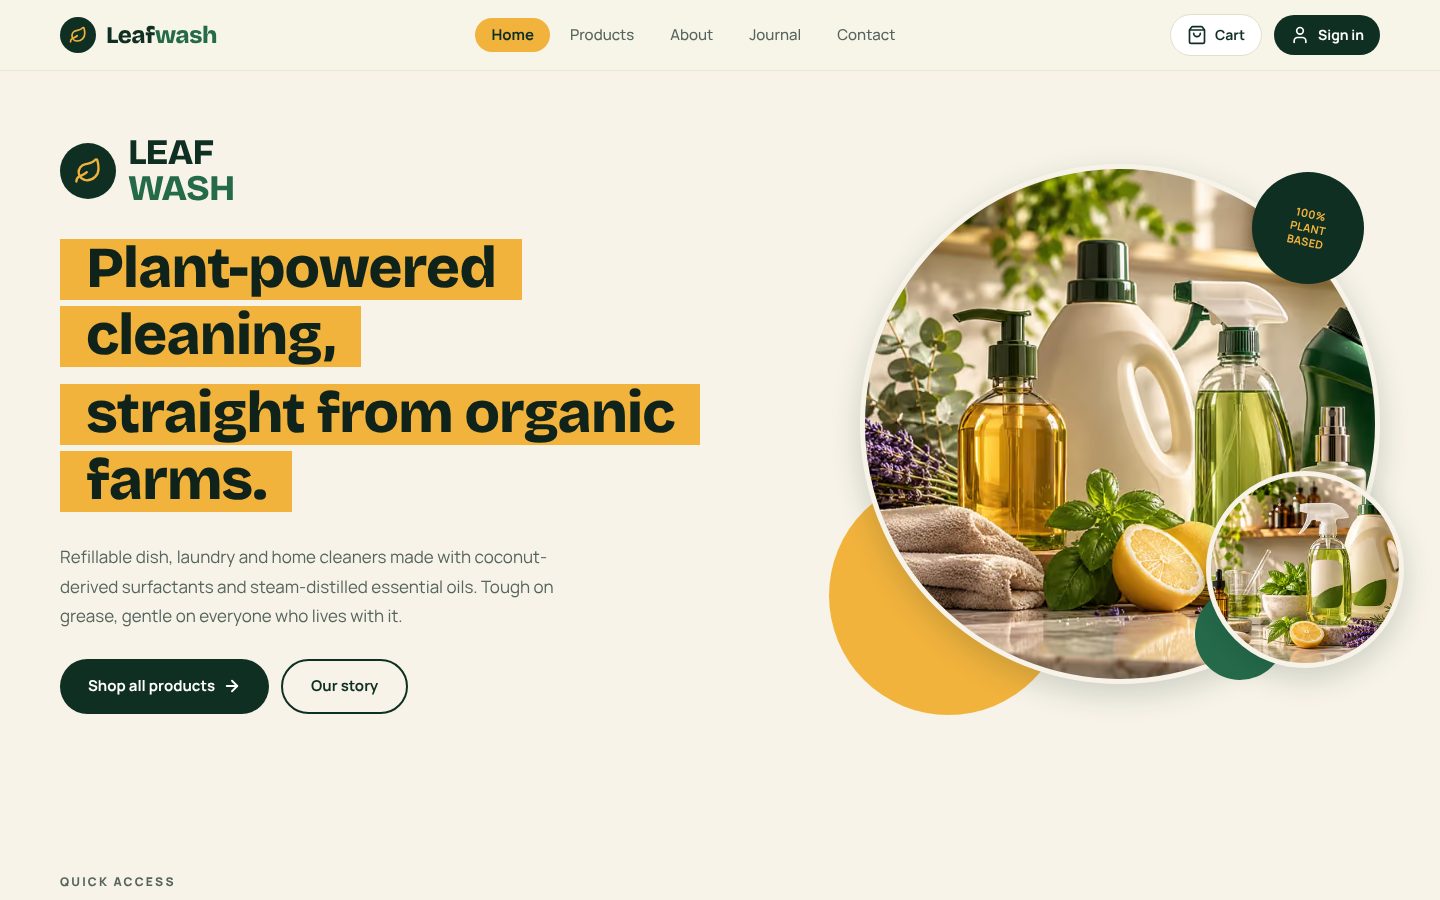 Leafwash
Home
Products
About
Journal
Contact
Cart
Sign in
LEAF
WASH
Plant-powered
cleaning,
straight from organic
farms.
Refillable dish, laundry and home cleaners made with coconut-
derived surfactants and steam-distilled essential oils. Tough on
grease, gentle on everyone who lives with it.
Shop all products
Our story
100%
PLANT
BASED
QUICK ACCESS